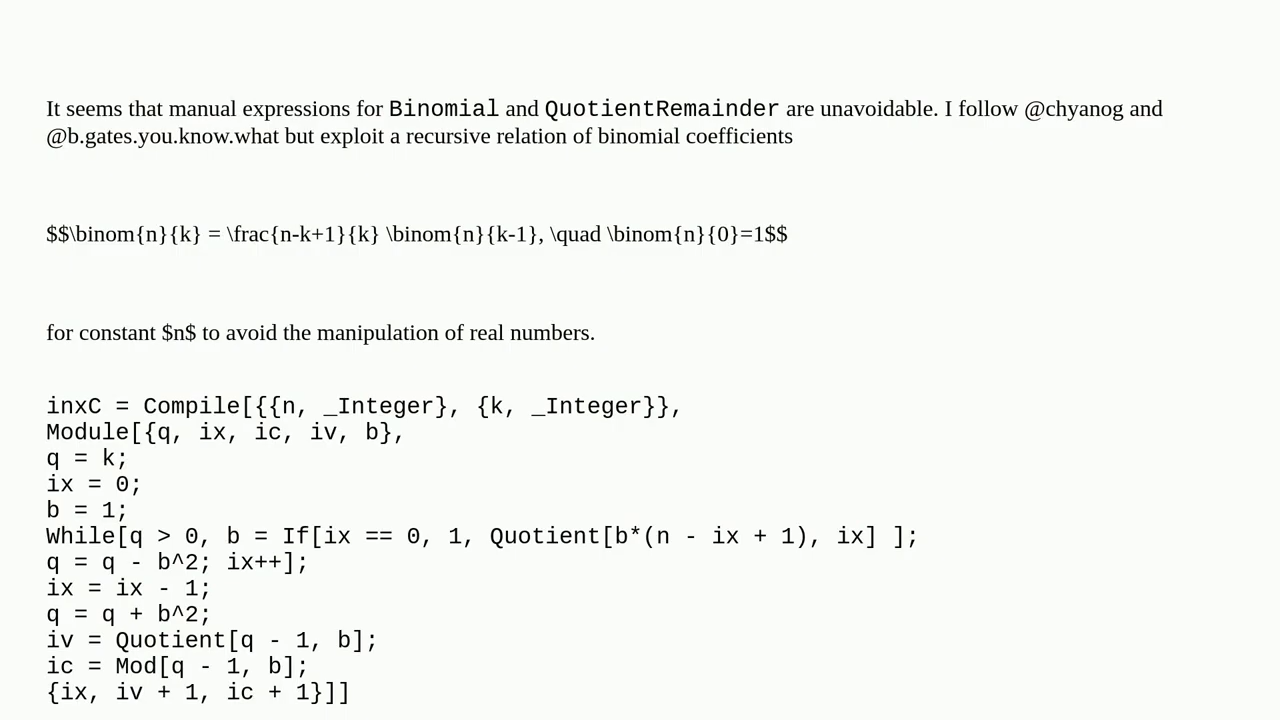 It seems that manual expressions for Binomial and QuotientRemainder are unavoidable. I follow @chyanog and
@b.gates.you.know.what but exploit a recursive relation of binomial coefficients
$$\binom{n}{k} = \frac{n-k+1}{k} \binom{n}{k-1}, \quad \binom{n}{0}=1$$
for constant $n$ to avoid the manipulation of real numbers.
inxC = Compile[{{n, _Integer}, {k, _Integer}},
Module[{q, ix, ic, iv, b},
q = k;
ix = 0;
b = 1;
While[q > 0, b = If[ix == 0, 1, Quotient[b*(n - ix + 1), ix] ];
q = q - b^2; ix++];
ix = ix - 1;
q = q + b^2;
iv = Quotient[q - 1, b];
ic = Mod[q - 1, b];
{ix, iv + 1, ic + 1}]]